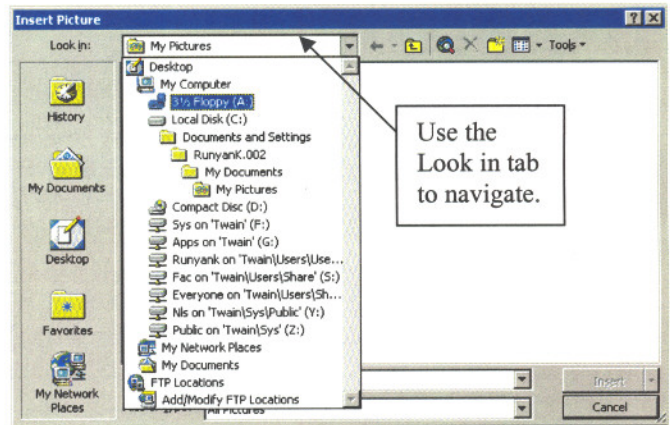 Insert Picture
Look in:
My Pictures
Tools
Desktop
My Computer
3½ Floppy (A:)
Local Disk (C:)
Documents and Settings
RunyanK.002
My Documents
My Pictures
Compact Disc (D:)
Sys on 'Twain' (F:)
Apps on 'Twain' (G:)
Runyank on 'Twain\Users\Use...
Fac on 'Twain\Users\Share' (S:)
Everyone on 'Twain\Users\Sh...
Nls on 'Twain\Sys\Public' (Y:)
Public on 'Twain\Sys' (Z:)
My Network Places
My Documents
FTP Locations
Add/Modify FTP Locations
History
My Documents
Desktop
Favorites
My Network
Places
Use the
Look in tab
to navigate.
All Pictures
Insert
Cancel